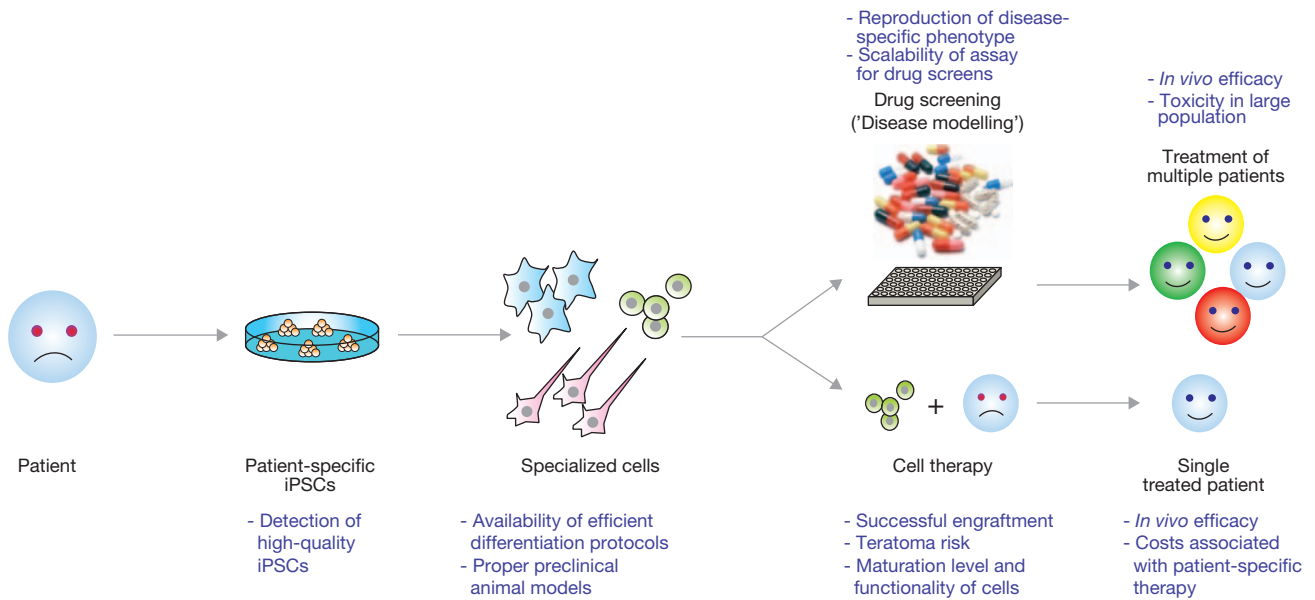 - Reproduction of disease-
specific phenotype
- Scalability of assay
for drug screens
Drug screening
('Disease modelling')
- In vivo efficacy
- Toxicity in large
population
Treatment of
multiple patients
+
Patient
Patient-specific
iPSCs
- Detection of
high-quality
iPSCs
Specialized cells
- Availability of efficient
differentiation protocols
- Proper preclinical
animal models
Cell therapy
- Successful engraftment
- Teratoma risk
- Maturation level and
functionality of cells
Single
treated patient
- In vivo efficacy
- Costs associated
with patient-specific
therapy